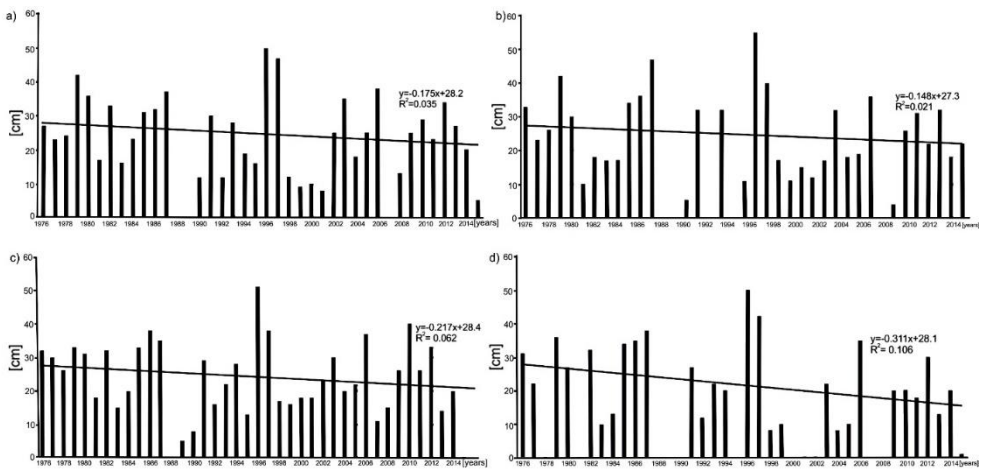 a)
60
50
40
30
20
10
0
[cm]
y=-0.175x+28.2
R²=0.035
1976 1978 1980 1982 1984 1986 1988 1990 1992 1994 1996 1998 2000 2002 2004 2006 2008 2010 2012 2014[years]
b)
60
50
40
30
20
10
0
[cm]
y=-0.148x+27.3
R²=0.021
1976 1978 1980 1982 1984 1986 1988 1990 1992 1994 1996 1998 2000 2002 2004 2006 2008 2010 2012 2014[years]
c)
60
50
40
30
20
10
0
[cm]
y=-0.217x+28.4
R²= 0.062
1976 1978 1980 1982 1984 1986 1988 1990 1992 1994 1996 1998 2000 2002 2004 2006 2008 2010 2012 2014 [years]
d)
60
50
40
30
20
10
0
[cm]
y=-0.311x+28.1
R²= 0.106
1976 1978 1980 1982 1984 1986 1988 1990 1992 1994 1996 1998 2000 2002 2004 2006 2008 2010 2012 2014 [years]